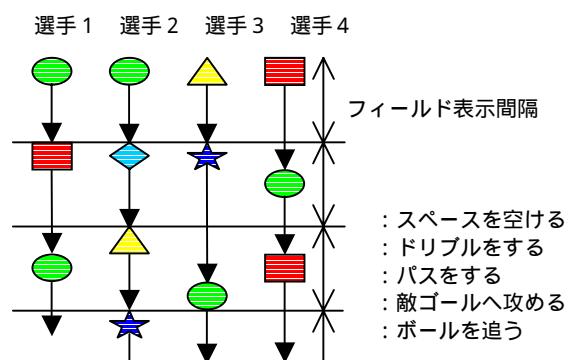 選手1 選手2 選手3 選手4
フィールド表示間隔
:スペースを空ける
:ドリブルをする
:パスをする
:敵ゴールへ攻める
:ボールを追う